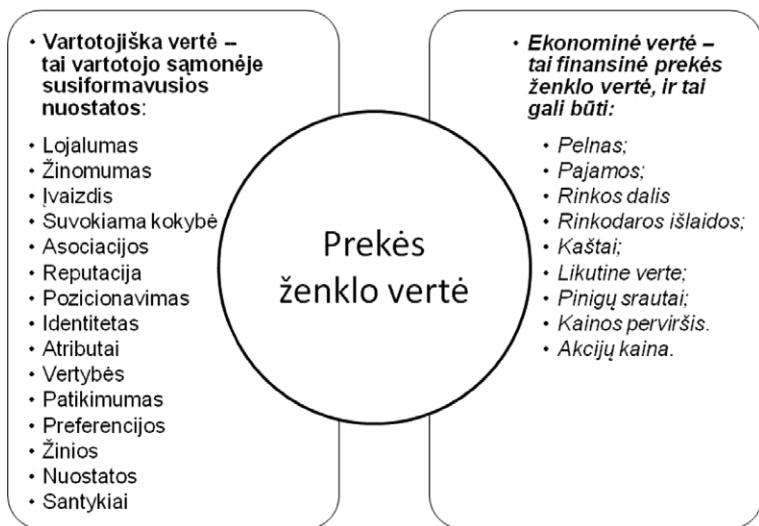 • Vartotojiška vertė –
tai vartotojo sąmonėje
susiformavusios
nuostatos:
• Lojalumas
• Žinomumas
• Įvaizdis
• Suvokiama kokybė
• Asociacijos
• Reputacija
• Pozicionavimas
• Identitetas
• Atributai
• Vertybės
• Patikimumas
• Preferencijos
• Žinios
• Nuostatos
• Santykiai
Prekės
ženklo vertė
• Ekonominė vertė –
tai finansinė prekės
ženklo vertė, ir tai
gali būti:
• Pelnas;
• Pajamos;
• Rinkos dalis
• Rinkodaros išlaidos;
• Kaštai;
• Likutine verte;
• Pinigų srautai;
• Kainos perviršis.
• Akcijų kaina.